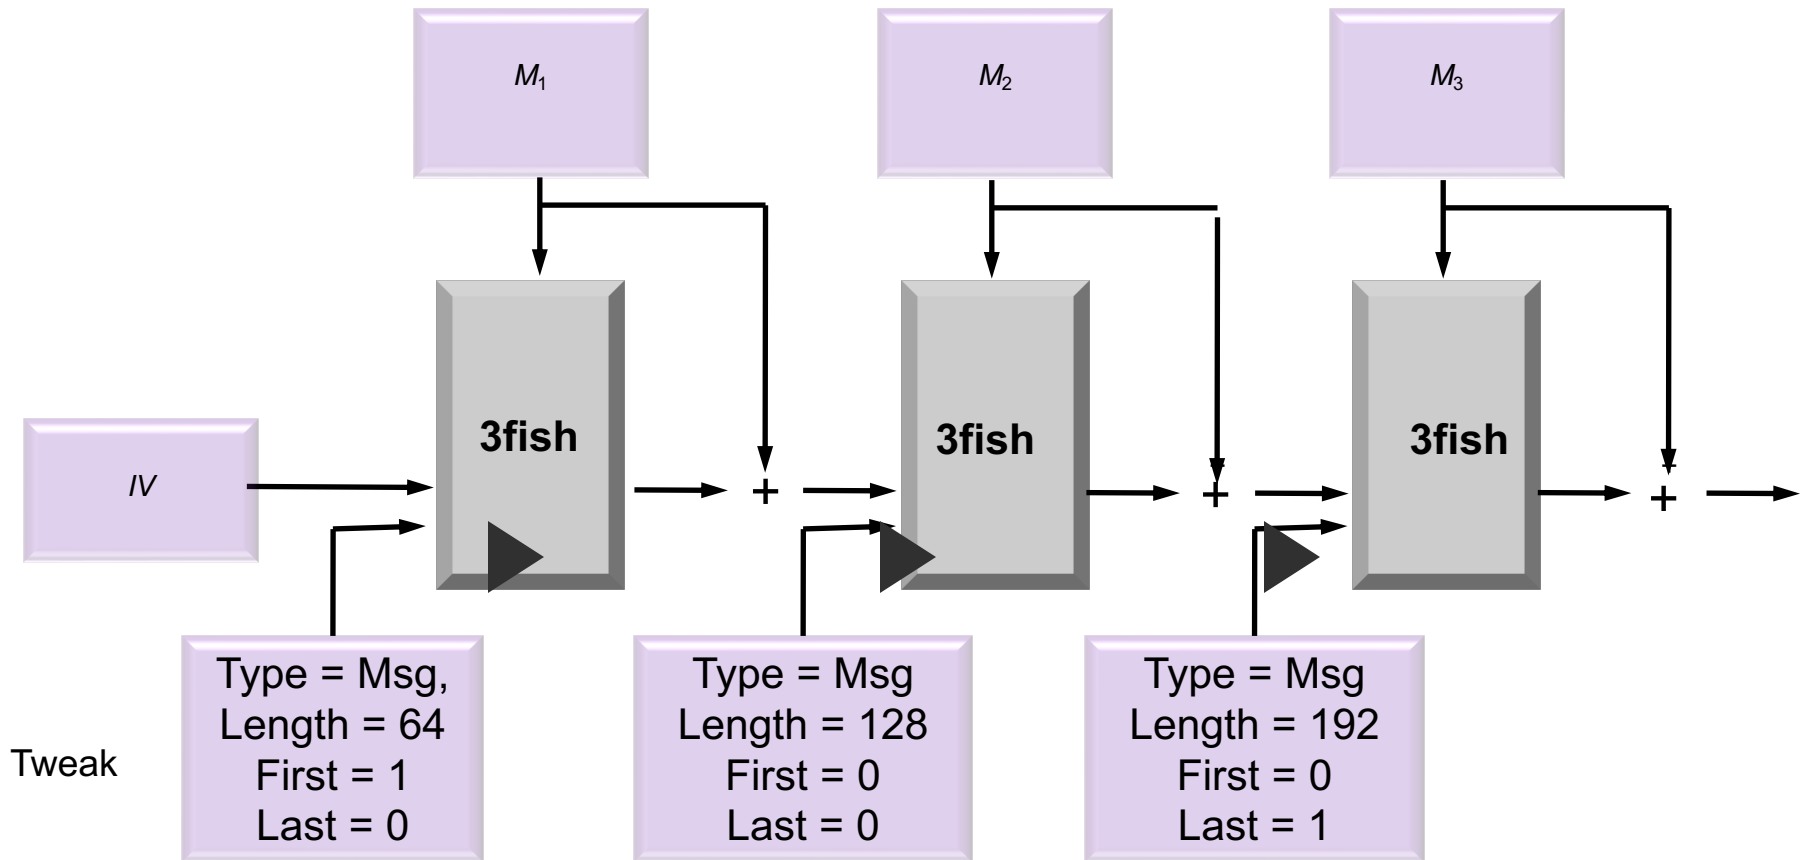 M₁
M₂
M₃
3fish
3fish
3fish
IV
+
+
+
Tweak
Type = Msg,
Length = 64
First = 1
Last = 0
Type = Msg
Length = 128
First = 0
Last = 0
Type = Msg
Length = 192
First = 0
Last = 1